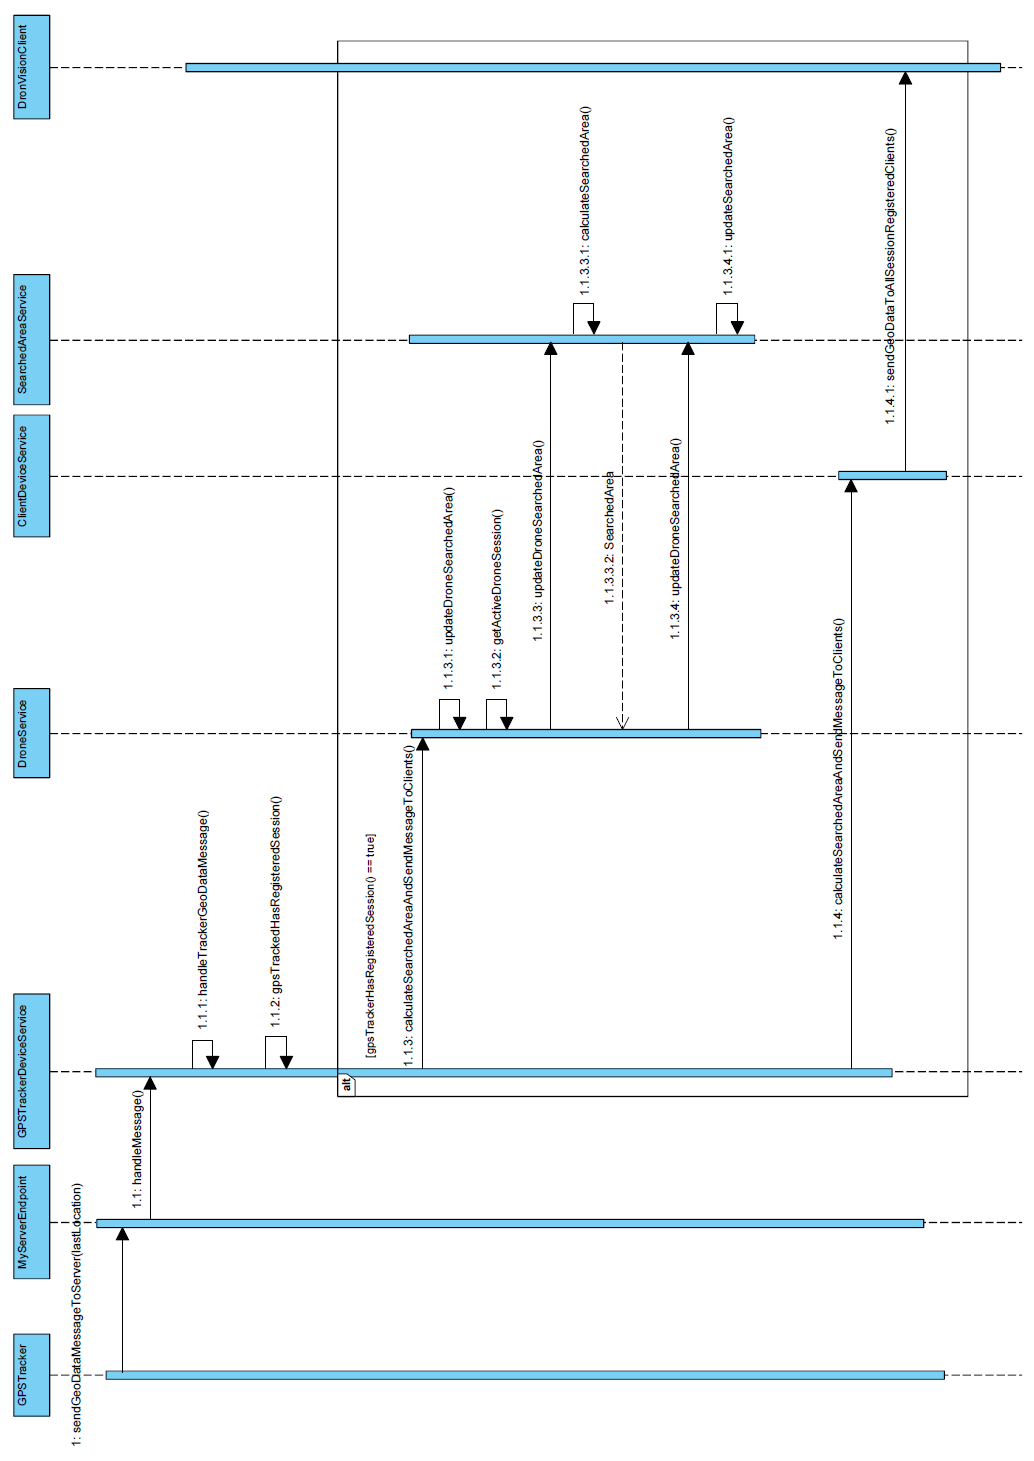 GPSTracker
MyServerEndpoint
GPSTrackerDeviceService
DroneService
ClientDeviceService
SearchedAreaService
DronVisionClient
1: sendGeoDataMessageToServer(lastLocation)
1.1: handleMessage()
1.1.1: handleTrackerGeoDataMessage()
1.1.2: gpsTrackedHasRegisteredSession()
alt
[gpsTrackerHasRegisteredSession() == true]
1.1.3: calculateSearchedAreaAndSendMessageToClients()
1.1.3.1: updateDroneSearchedArea()
1.1.3.2: getActiveDroneSession()
1.1.3.3: updateDroneSearchedArea()
1.1.3.3.1: calculateSearchedArea()
1.1.3.3.2: SearchedArea
1.1.3.4: updateDroneSearchedArea()
1.1.3.4.1: updateSearchedArea()
1.1.4: calculateSearchedAreaAndSendMessageToClients()
1.1.4.1: sendGeoDataToAllSessionRegisteredClients()